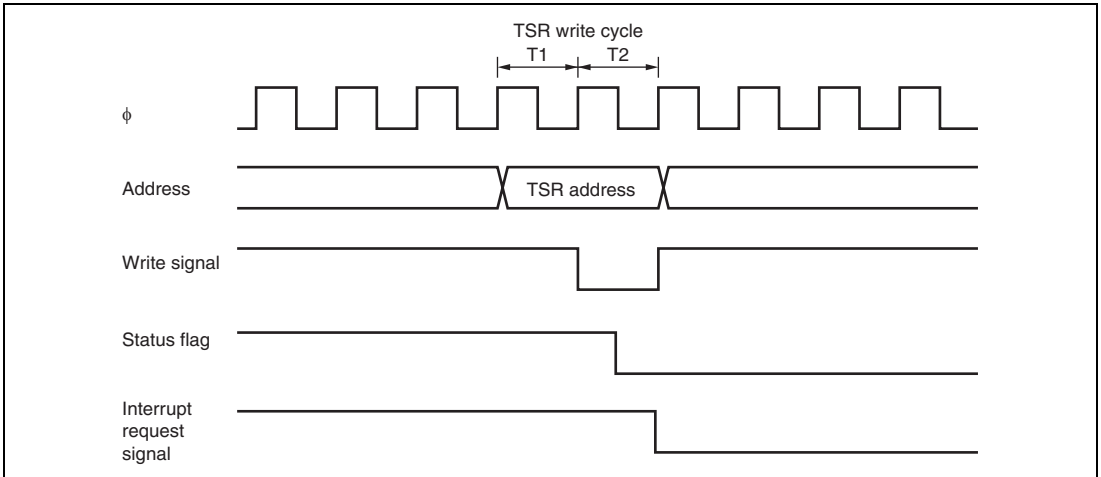 TSR write cycle
T1 T2
ϕ
Address
TSR address
Write signal
Status flag
Interrupt
request
signal